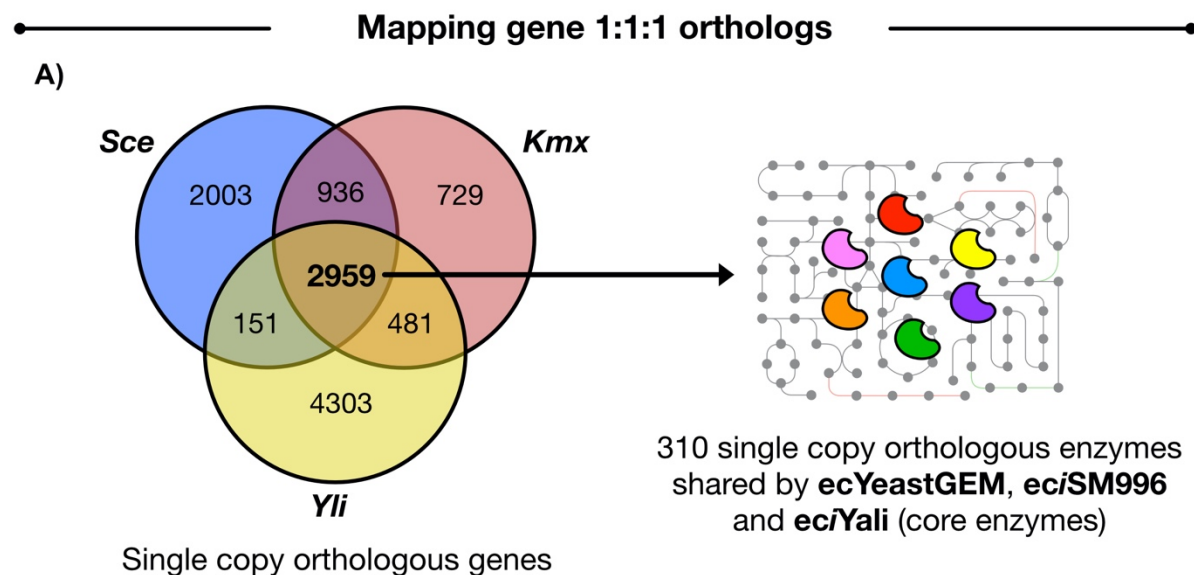 Mapping gene 1:1:1 orthologs
A)
Sce
Kmx
2003
936
729
2959
151
481
4303
Yli
Single copy orthologous genes
310 single copy orthologous enzymes
shared by ecYeastGEM, eciSM996
and eciYali (core enzymes)